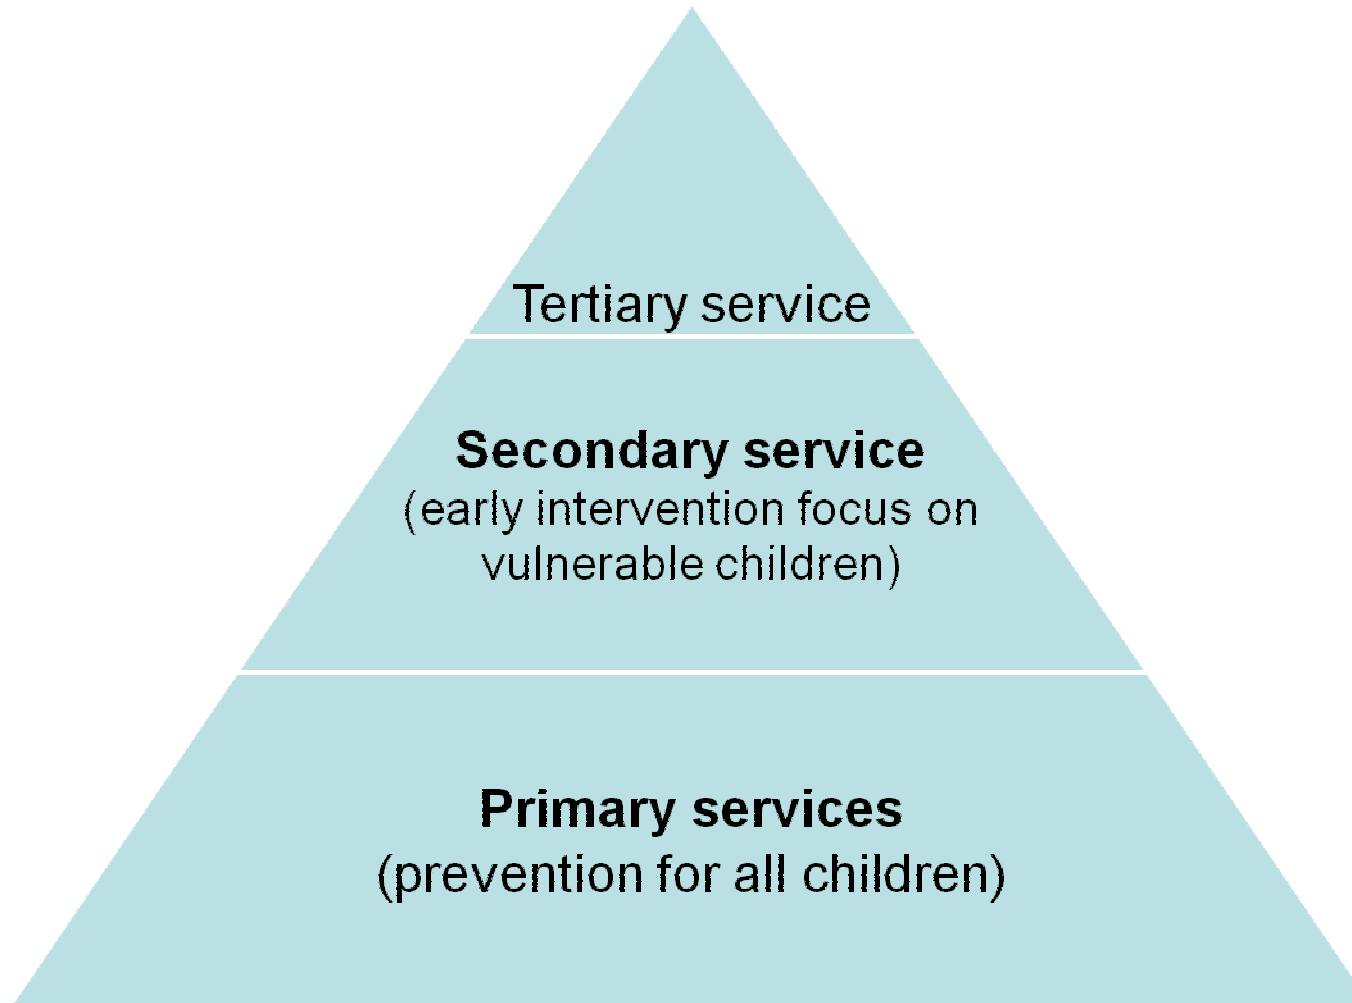 Tertiary service
Secondary service
(early intervention focus on
vulnerable children)
Primary services
(prevention for all children)